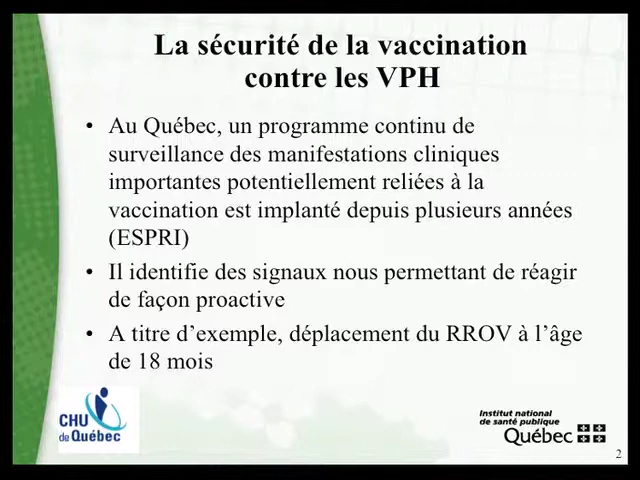 La sécurité de la vaccination
contre les VPH
• Au Québec, un programme continu de
surveillance des manifestations cliniques
importantes potentiellement reliées à la
vaccination est implanté depuis plusieurs années
(ESPRI)
• Il identifie des signaux nous permettant de réagir
de façon proactive
• A titre d'exemple, déplacement du RROV à l'âge
de 18 mois
CHU
de Québec
Institut national
de santé publique
Québec
2